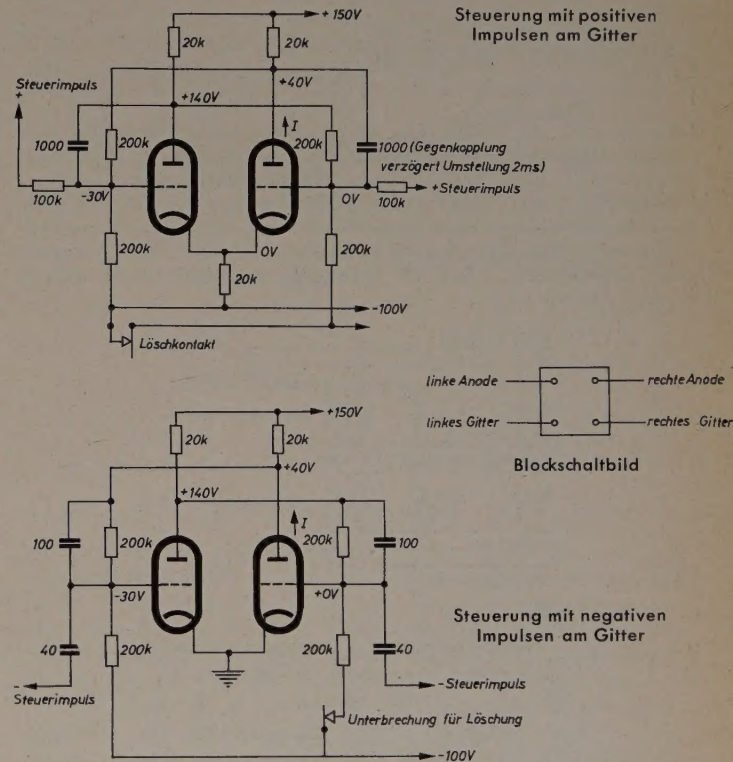 Steuerung mit positiven
Impulsen am Gitter
+150V
20k
20k
Steuerimpuls
+
+40V
+140V
I
1000
200k
200k
1000 (Gegenkopplung
verzögert Umstellung 2ms)
-30V
0V
+Steuerimpuls
100k
100k
200k
0V
200k
20k
-100V
Löschkontakt
linke Anode
rechte Anode
linkes Gitter
rechtes Gitter
Blockschaltbild
+150V
20k
20k
+40V
+140V
I
100
200k
200k
100
-30V
+0V
Steuerung mit negativen
Impulsen am Gitter
40
200k
200k
40
-
Steuerimpuls
-Steuerimpuls
Unterbrechung für Löschung
-100V